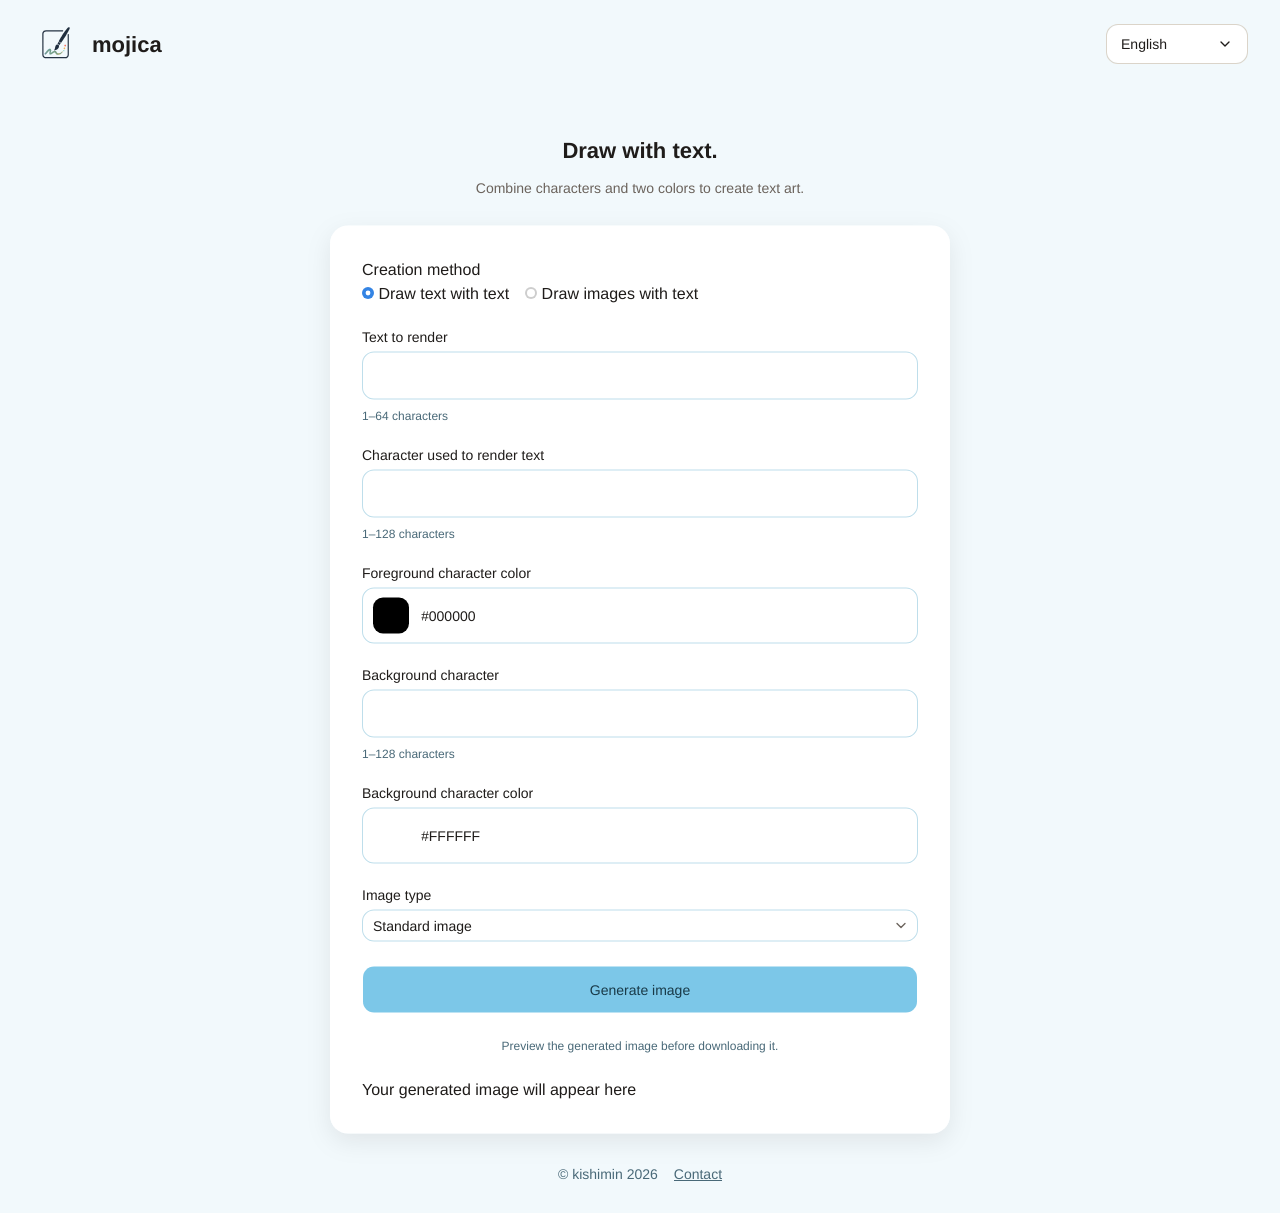 mojica
English
Draw with text.
Combine characters and two colors to create text art.
Creation method
Draw text with text
Draw images with text
Text to render
1–64 characters
Character used to render text
1–128 characters
Foreground character color
#000000
Background character
1–128 characters
Background character color
#FFFFFF
Image type
Standard image
Generate image
Preview the generated image before downloading it.
Your generated image will appear here
© kishimin 2026 Contact